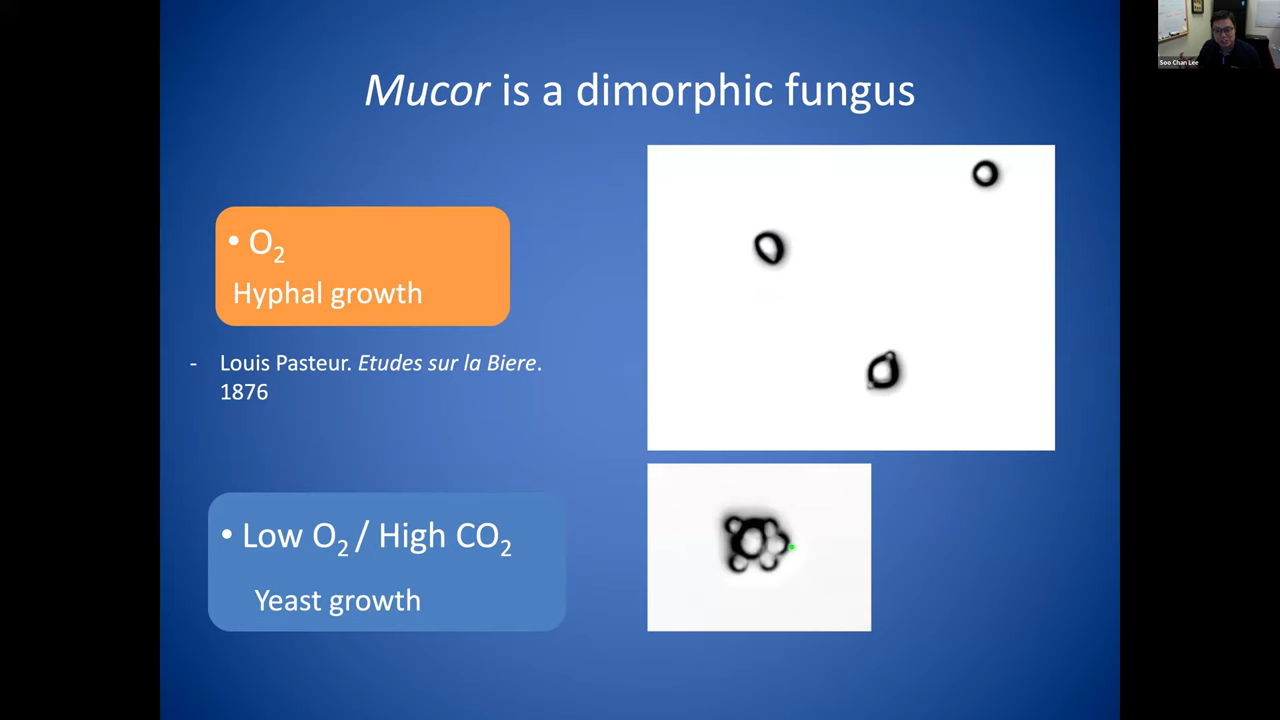 Mucor is a dimorphic fungus
• O₂
Hyphal growth
- Louis Pasteur. Etudes sur la Biere.
1876
• Low O₂ / High CO₂
Yeast growth
Soo Chan Lee